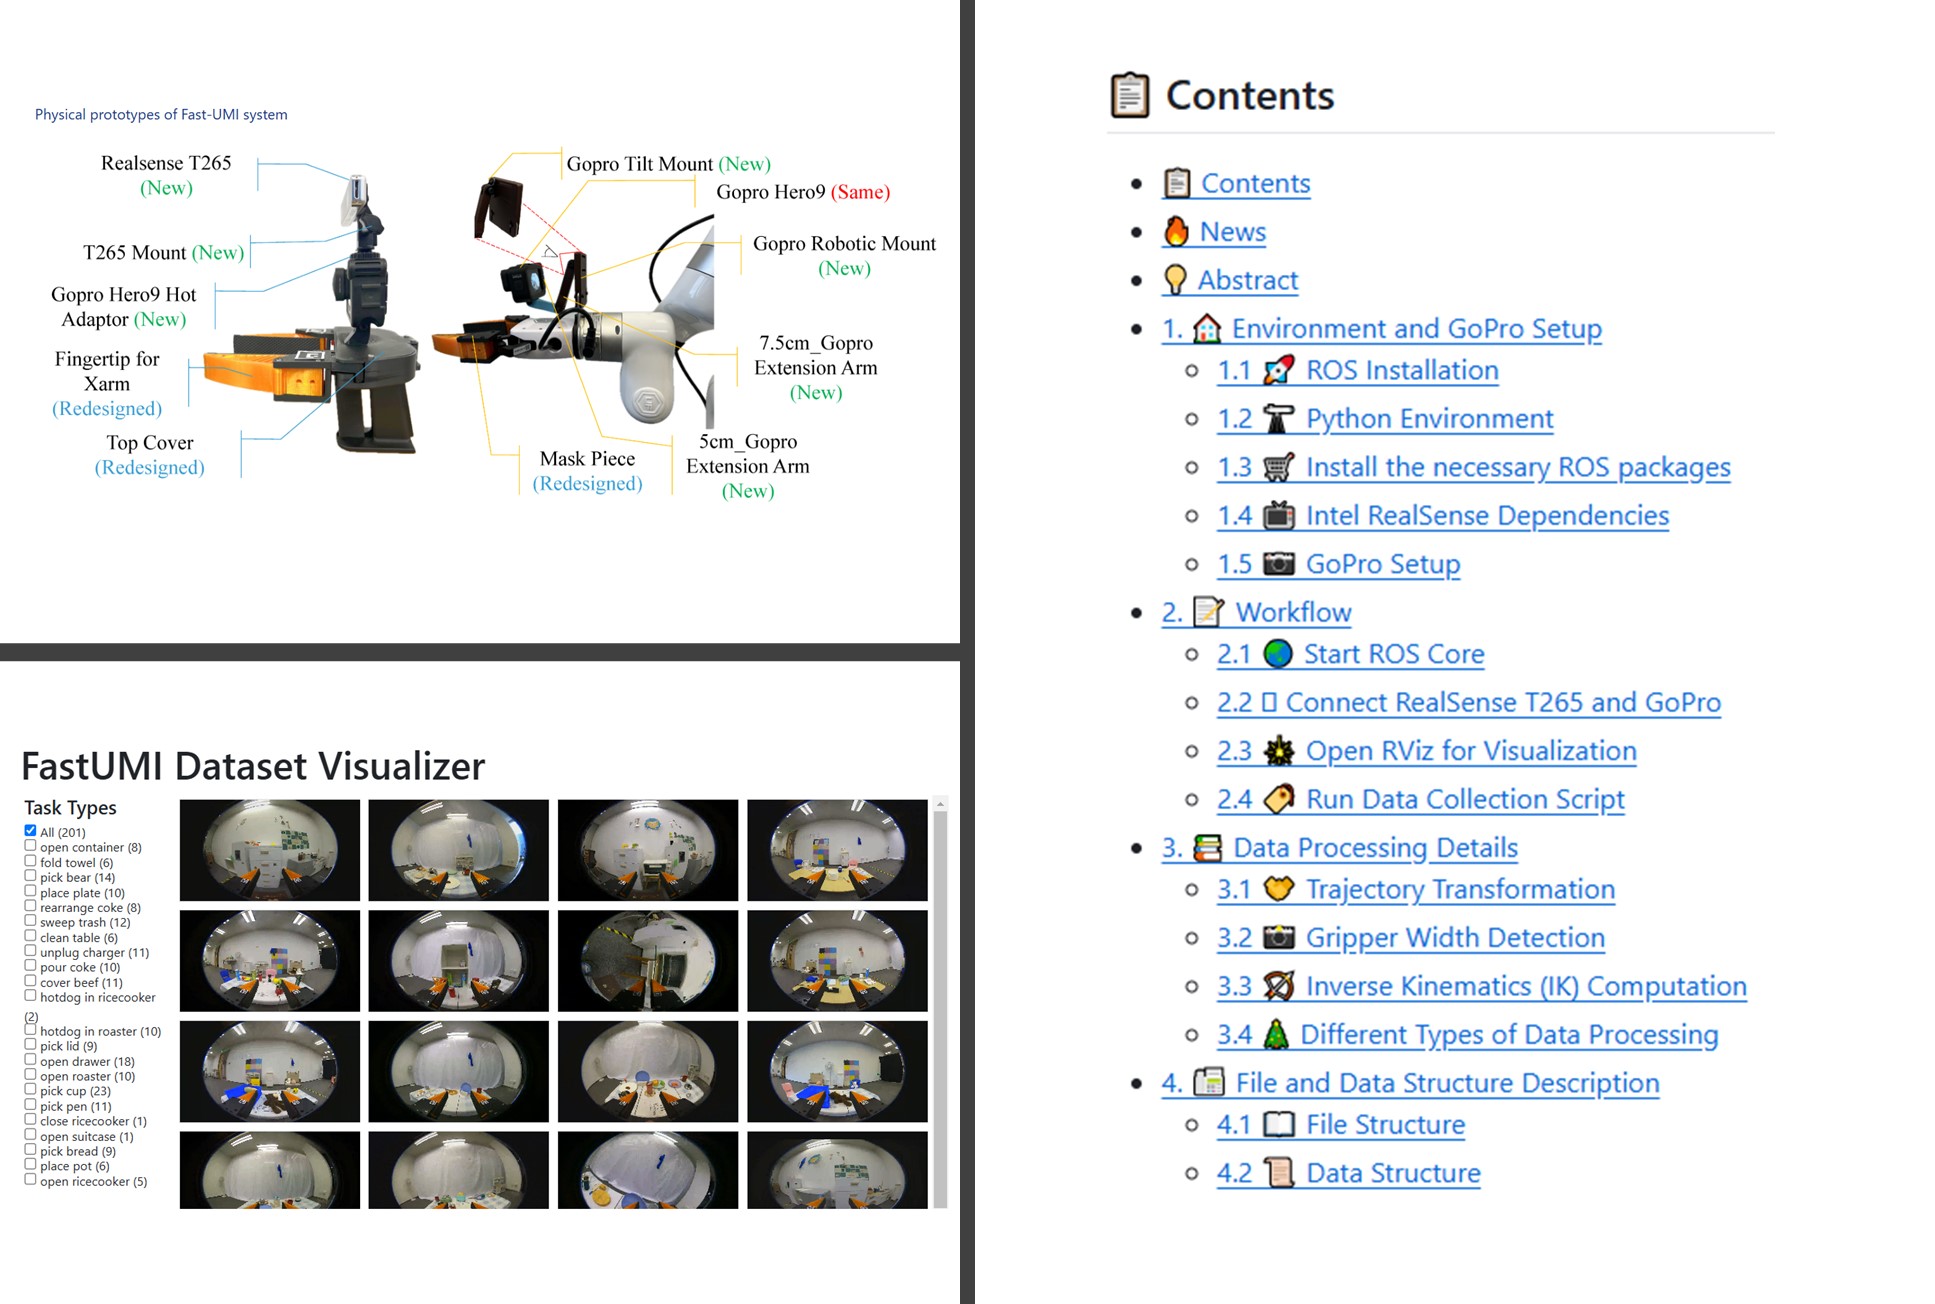 Physical prototypes of Fast-UMI system
Realsense T265
(New)
T265 Mount (New)
Gopro Hero9 Hot
Adaptor (New)
Fingertip for
Xarm
(Redesigned)
Top Cover
(Redesigned)
Gopro Tilt Mount (New)
Gopro Hero9 (Same)
Gopro Robotic Mount
(New)
7.5cm_Gopro
Extension Arm
(New)
5cm_Gopro
Extension Arm
(New)
Mask Piece
(Redesigned)
FastUMI Dataset Visualizer
Task Types
All (201)
open container (8)
fold towel (6)
pick bear (14)
place plate (10)
rearrange coke (8)
sweep trash (12)
clean table (6)
unplug charger (11)
pour coke (10)
cover beef (11)
hotdog in ricecooker
(2)
hotdog in roaster (10)
pick lid (9)
open drawer (18)
open roaster (10)
pick cup (23)
pick pen (11)
close ricecooker (1)
open suitcase (1)
pick bread (9)
place pot (6)
open ricecooker (5)
Contents
Contents
News
Abstract
1. Environment and GoPro Setup
1.1 ROS Installation
1.2 Python Environment
1.3 Install the necessary ROS packages
1.4 Intel RealSense Dependencies
1.5 GoPro Setup
2. Workflow
2.1 Start ROS Core
2.2 Connect RealSense T265 and GoPro
2.3 Open RViz for Visualization
2.4 Run Data Collection Script
3. Data Processing Details
3.1 Trajectory Transformation
3.2 Gripper Width Detection
3.3 Inverse Kinematics (IK) Computation
3.4 Different Types of Data Processing
4. File and Data Structure Description
4.1 File Structure
4.2 Data Structure